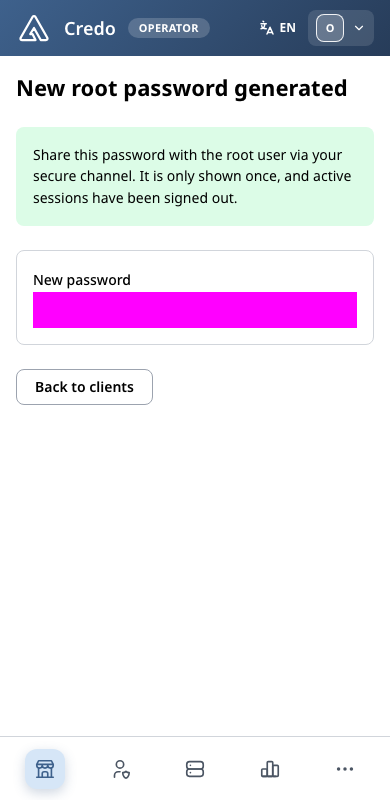 Credo
OPERATOR
EN
O
New root password generated
Share this password with the root user via your
secure channel. It is only shown once, and active
sessions have been signed out.
New password
Back to clients